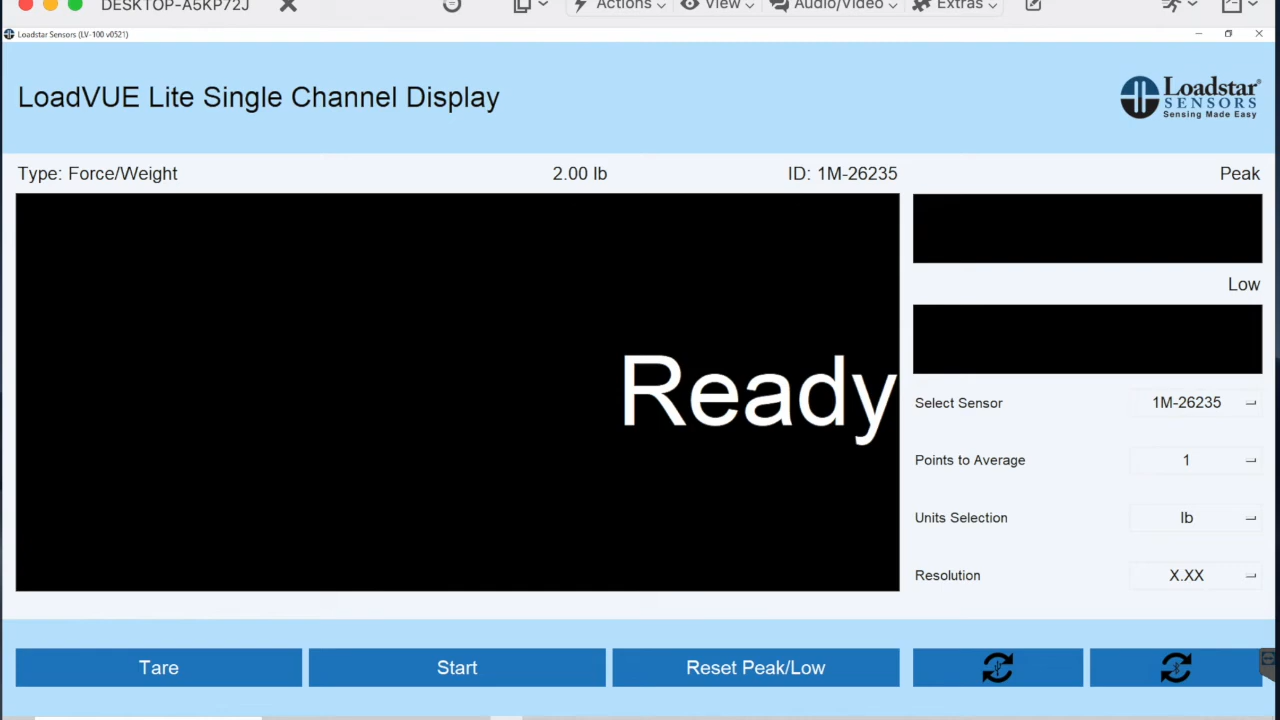 DESKTOP-A5KP72J
Actions
View
Audio/Video
Extras
Loadstar Sensors (LV-100 v0521)
LoadVUE Lite Single Channel Display
Loadstar®
SENSORS
Sensing Made Easy
Type: Force/Weight 2.00 lb ID: 1M-26235
Peak
Low
Ready
Select Sensor 1M-26235
Points to Average 1
Units Selection lb
Resolution X.XX
Tare Start Reset Peak/Low